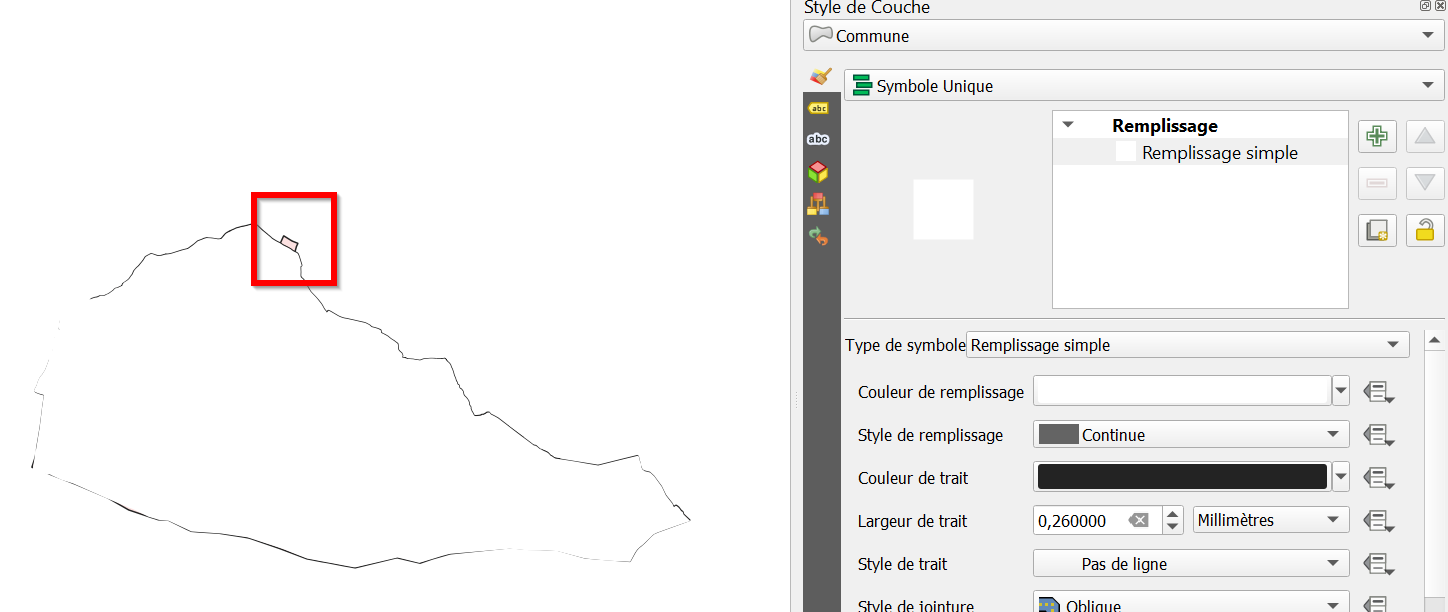 Style de Couche
Commune
abc
Symbole Unique
abc
Remplissage
Remplissage simple
Type de symbole Remplissage simple
Couleur de remplissage
Style de remplissage Continue
Couleur de trait
Largeur de trait 0,260000 Millimètres
Style de trait Pas de ligne
Style de jointure Oblique